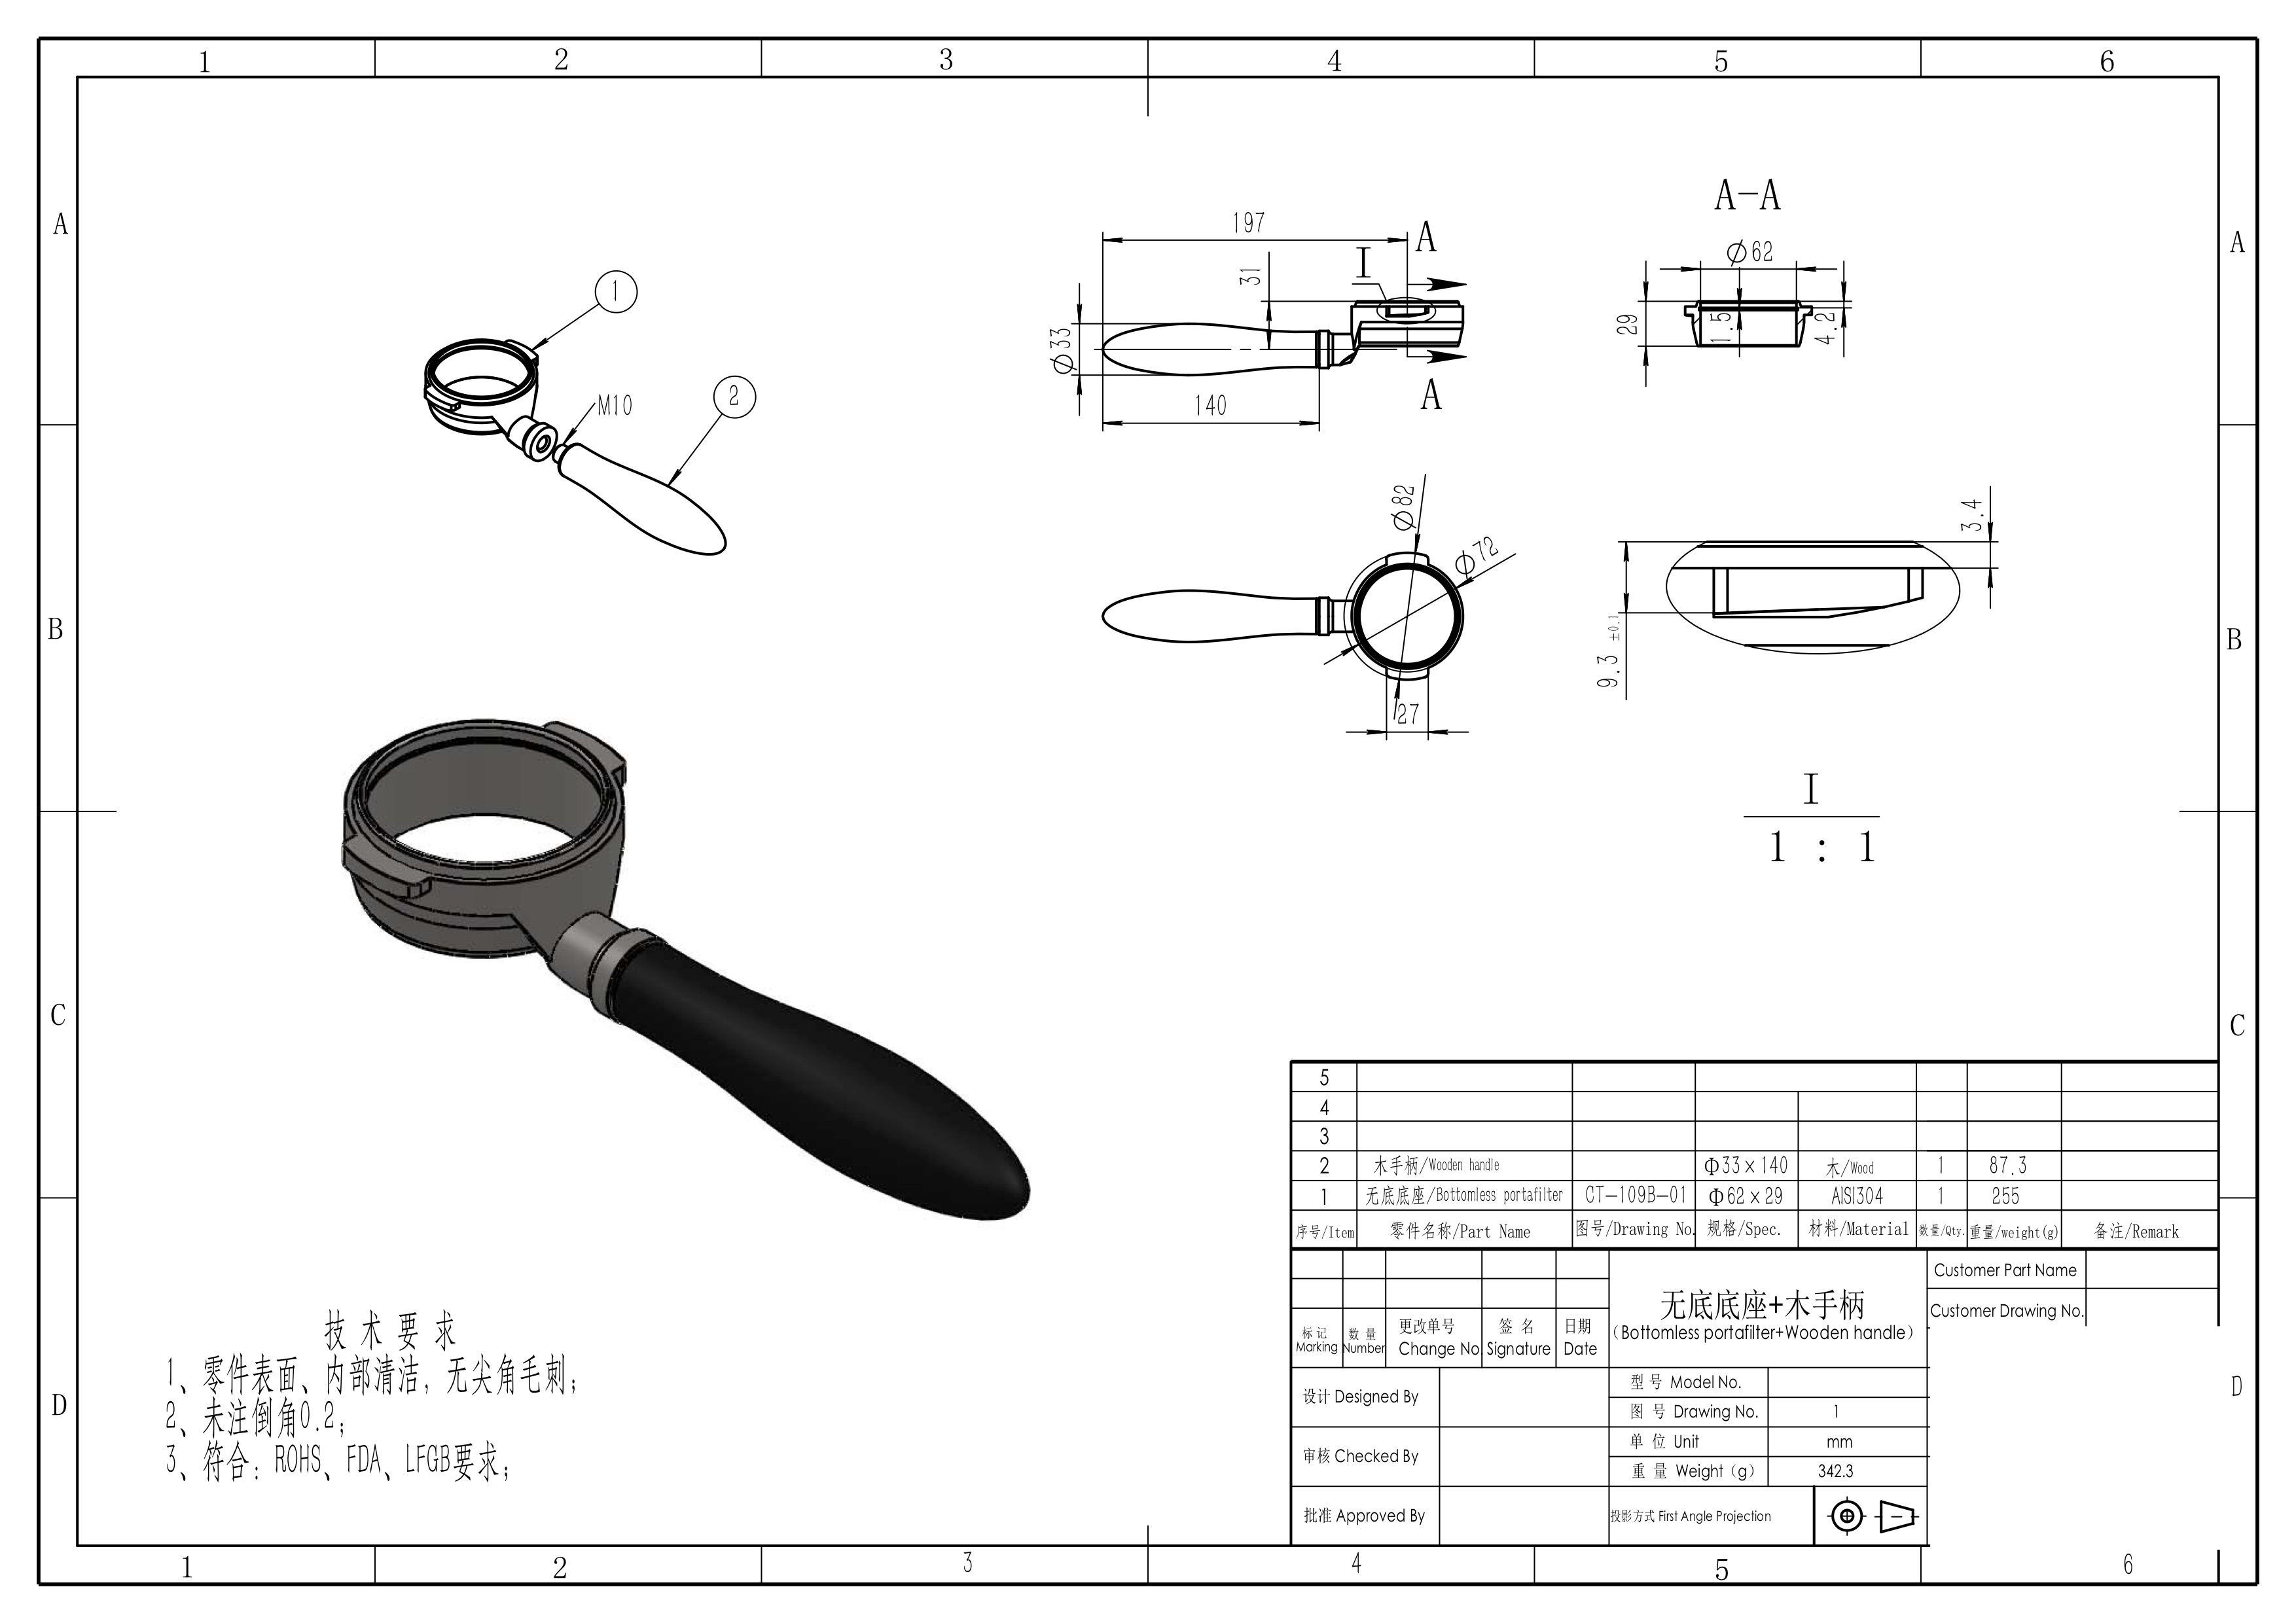 1 2 3 4 5 6
A A
B B
C C
D D
1
2
M10
197
A
I
31
Ø33
140
A
A-A
Ø62
29
1.5
4.2
Ø82
Ø72
27
3.4
9.3 ±0.1
I
1 : 1
技术要求
1、零件表面、内部清洁, 无尖角毛刺;
2、未注倒角0.2;
3、符合: ROHS、FDA、LFGB要求;
5
4
3
2 木手柄/Wooden handle Φ33×140 木/Wood 1 87.3
1 无底底座/Bottomless portafilter CT-109B-01 Φ62×29 AISI304 1 255
序号/Item 零件名称/Part Name 图号/Drawing No. 规格/Spec. 材料/Material 数量/Qty. 重量/weight(g) 备注/Remark
标记 Marking 数量 Number 更改单号 Change No 签名 Signature 日期 Date
无底底座+木手柄
(Bottomless portafilter+Wooden handle)
Customer Part Name
Customer Drawing No.
设计 Designed By
审核 Checked By
批准 Approved By
型号 Model No.
图号 Drawing No. 1
单位 Unit mm
重量 Weight (g) 342.3
投影方式 First Angle Projection
1 2 3 4 5 6